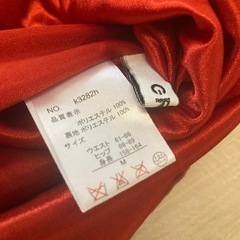 NO. k3282h
品質表示
ポリエステル 100%
裏地 ポリエステル 100%
サイズ
ウエスト 61-66
ヒップ 86-89
身長 158-164
M